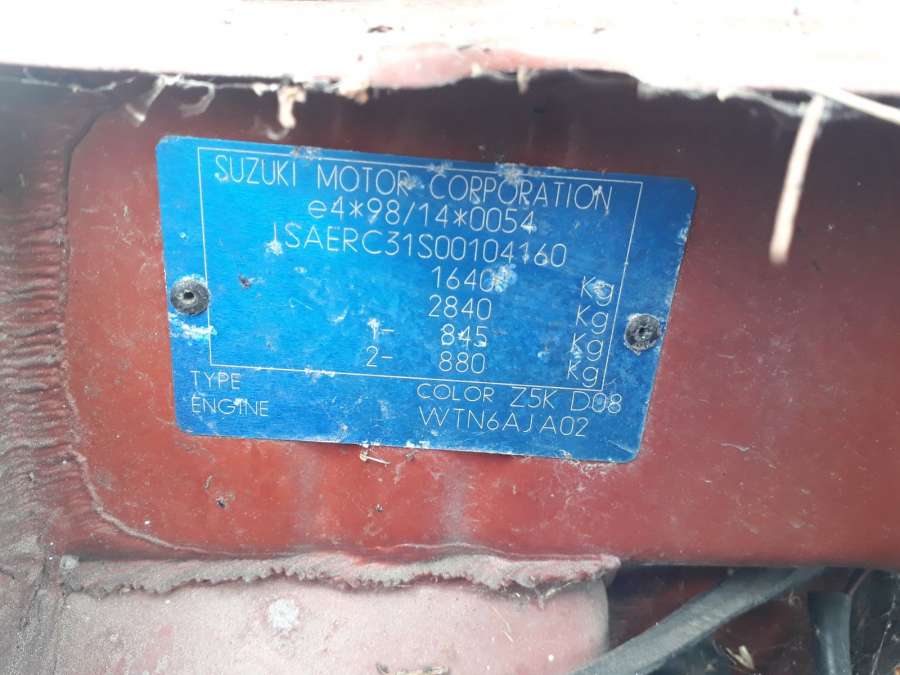 SUZUKI MOTOR CORPORATION
e4*98/14*0054
JSAERC31S00104160
1640 Kg
2840 Kg
1- 845 Kg
2- 880 Kg
TYPE COLOR Z5K D08
ENGINE WTN6AJA02